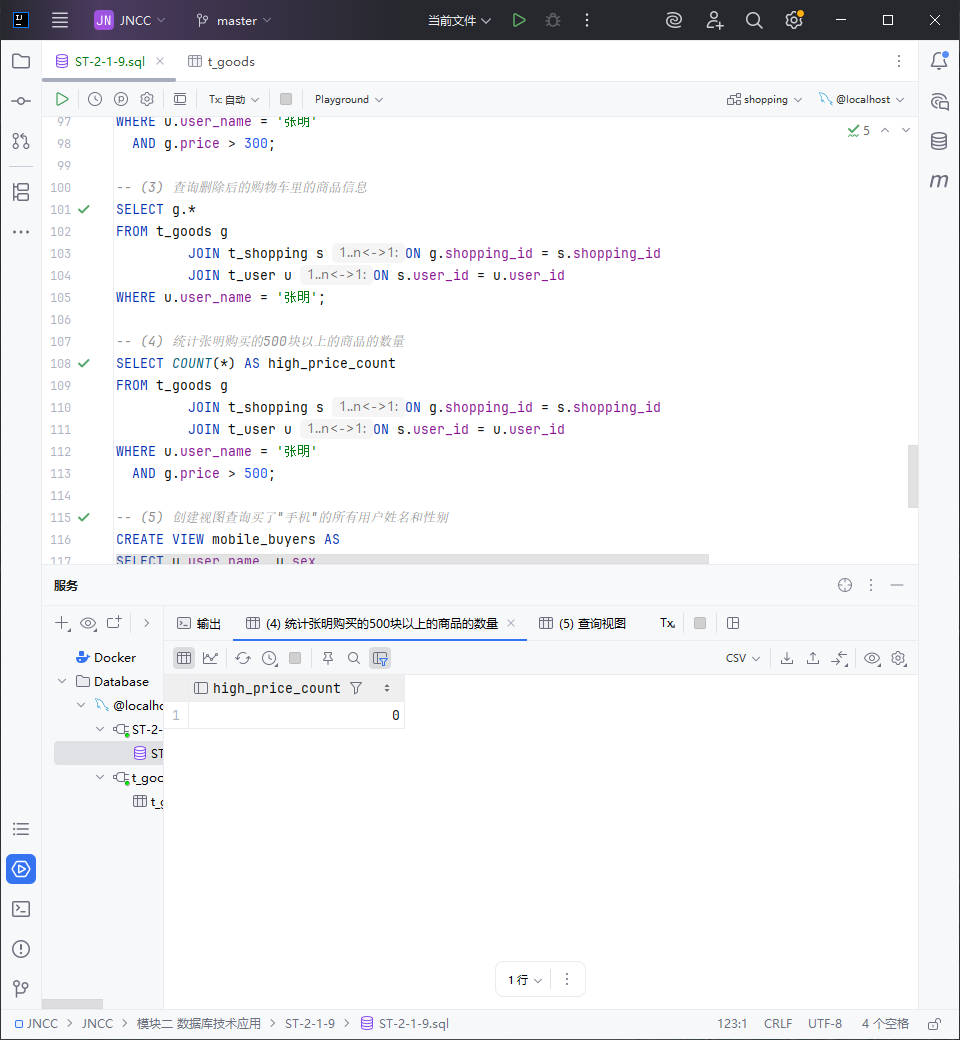 JN JNCC master 当前文件
ST-2-1-9.sql t_goods
Tx: 自动 Playground shopping @localhost
97 WHERE u.user_name = '张明' 5
98 AND g.price > 300;
99
100 -- (3) 查询删除后的购物车里的商品信息
101 SELECT g.*
102 FROM t_goods g
103 JOIN t_shopping s 1..n<->1: ON g.shopping_id = s.shopping_id
104 JOIN t_user u 1..n<->1: ON s.user_id = u.user_id
105 WHERE u.user_name = '张明';
106
107 -- (4) 统计张明购买的500块以上的商品的数量
108 SELECT COUNT(*) AS high_price_count
109 FROM t_goods g
110 JOIN t_shopping s 1..n<->1: ON g.shopping_id = s.shopping_id
111 JOIN t_user u 1..n<->1: ON s.user_id = u.user_id
112 WHERE u.user_name = '张明'
113 AND g.price > 500;
114
115 -- (5) 创建视图查询买了"手机"的所有用户姓名和性别
116 CREATE VIEW mobile_buyers AS
117 SELECT u.user_name, u.sex
服务
输出 (4) 统计张明购买的500块以上的商品的数量 (5) 查询视图 Tx
Docker CSV
Database
high_price_count
@localho
1 0
ST-2-
ST
t_goo
t_g
1 行
JNCC JNCC 模块二 数据库技术应用 ST-2-1-9 ST-2-1-9.sql 123:1 CRLF UTF-8 4 个空格